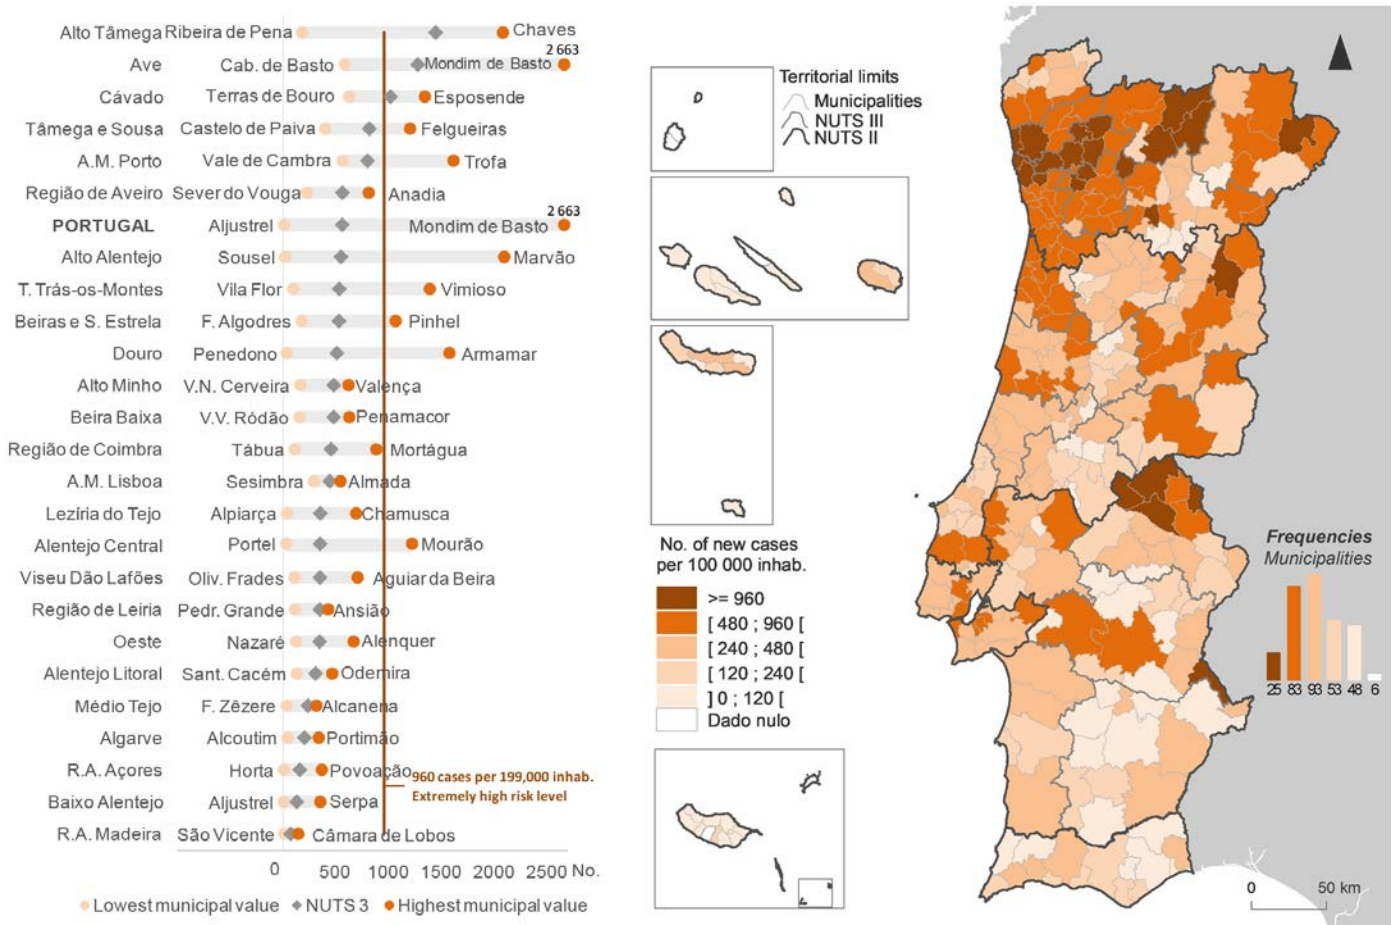 Alto Tâmega Ribeira de Pena Chaves
2 663
Ave Cab. de Basto Mondim de Basto
Cávado Terras de Bouro Esposende
Tâmega e Sousa Castelo de Paiva Felgueiras
A.M. Porto Vale de Cambra Trofa
Região de Aveiro Sever do Vouga Anadia
2 663
PORTUGAL Aljustrel Mondim de Basto
Alto Alentejo Sousel Marvão
T. Trás-os-Montes Vila Flor Vimioso
Beiras e S. Estrela F. Algodres Pinhel
Douro Penedono Armamar
Alto Minho V.N. Cerveira Valença
Beira Baixa V.V. Ródão Penamacor
Região de Coimbra Tábua Mortágua
A.M. Lisboa Sesimbra Almada
Lezíria do Tejo Alpiarça Chamusca
Alentejo Central Portel Mourão
Viseu Dão Lafões Oliv. Frades Aguiar da Beira
Região de Leiria Pedr. Grande Ansião
Oeste Nazaré Alenquer
Alentejo Litoral Sant. Cacém Odemira
Médio Tejo F. Zêzere Alcanena
Algarve Alcoutim Portimão
R.A. Açores Horta Povoação
Baixo Alentejo Aljustrel Serpa
R.A. Madeira São Vicente Câmara de Lobos
960 cases per 199,000 inhab.
Extremely high risk level
0 500 1000 1500 2000 2500 No.
Lowest municipal value NUTS 3 Highest municipal value
Territorial limits
Municipalities
NUTS III
NUTS II
No. of new cases
per 100 000 inhab.
>= 960
[ 480 ; 960 [
[ 240 ; 480 [
[ 120 ; 240 [
] 0 ; 120 [
Dado nulo
Frequencies
Municipalities
25 83 93 53 48 6
0 50 km